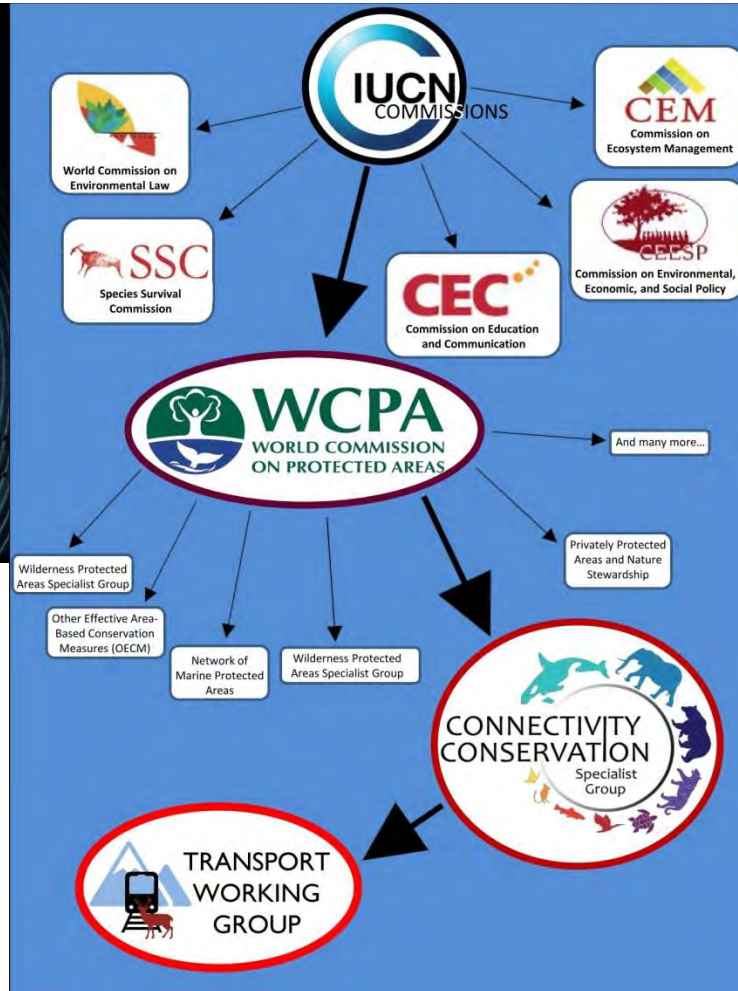 IUCN
COMMISSIONS
World Commission on
Environmental Law
CEM
Commission on
Ecosystem Management
SSC
Species Survival
Commission
CEC
Commission on Education
and Communication
CEESP
Commission on Environmental,
Economic, and Social Policy
WCPA
WORLD COMMISSION
ON PROTECTED AREAS
And many more...
Wilderness Protected
Areas Specialist Group
Other Effective Area-
Based Conservation
Measures (OECM)
Network of
Marine Protected
Areas
Wilderness Protected
Areas Specialist Group
Privately Protected
Areas and Nature
Stewardship
CONNECTIVITY
CONSERVATION
Specialist
Group
TRANSPORT
WORKING
GROUP